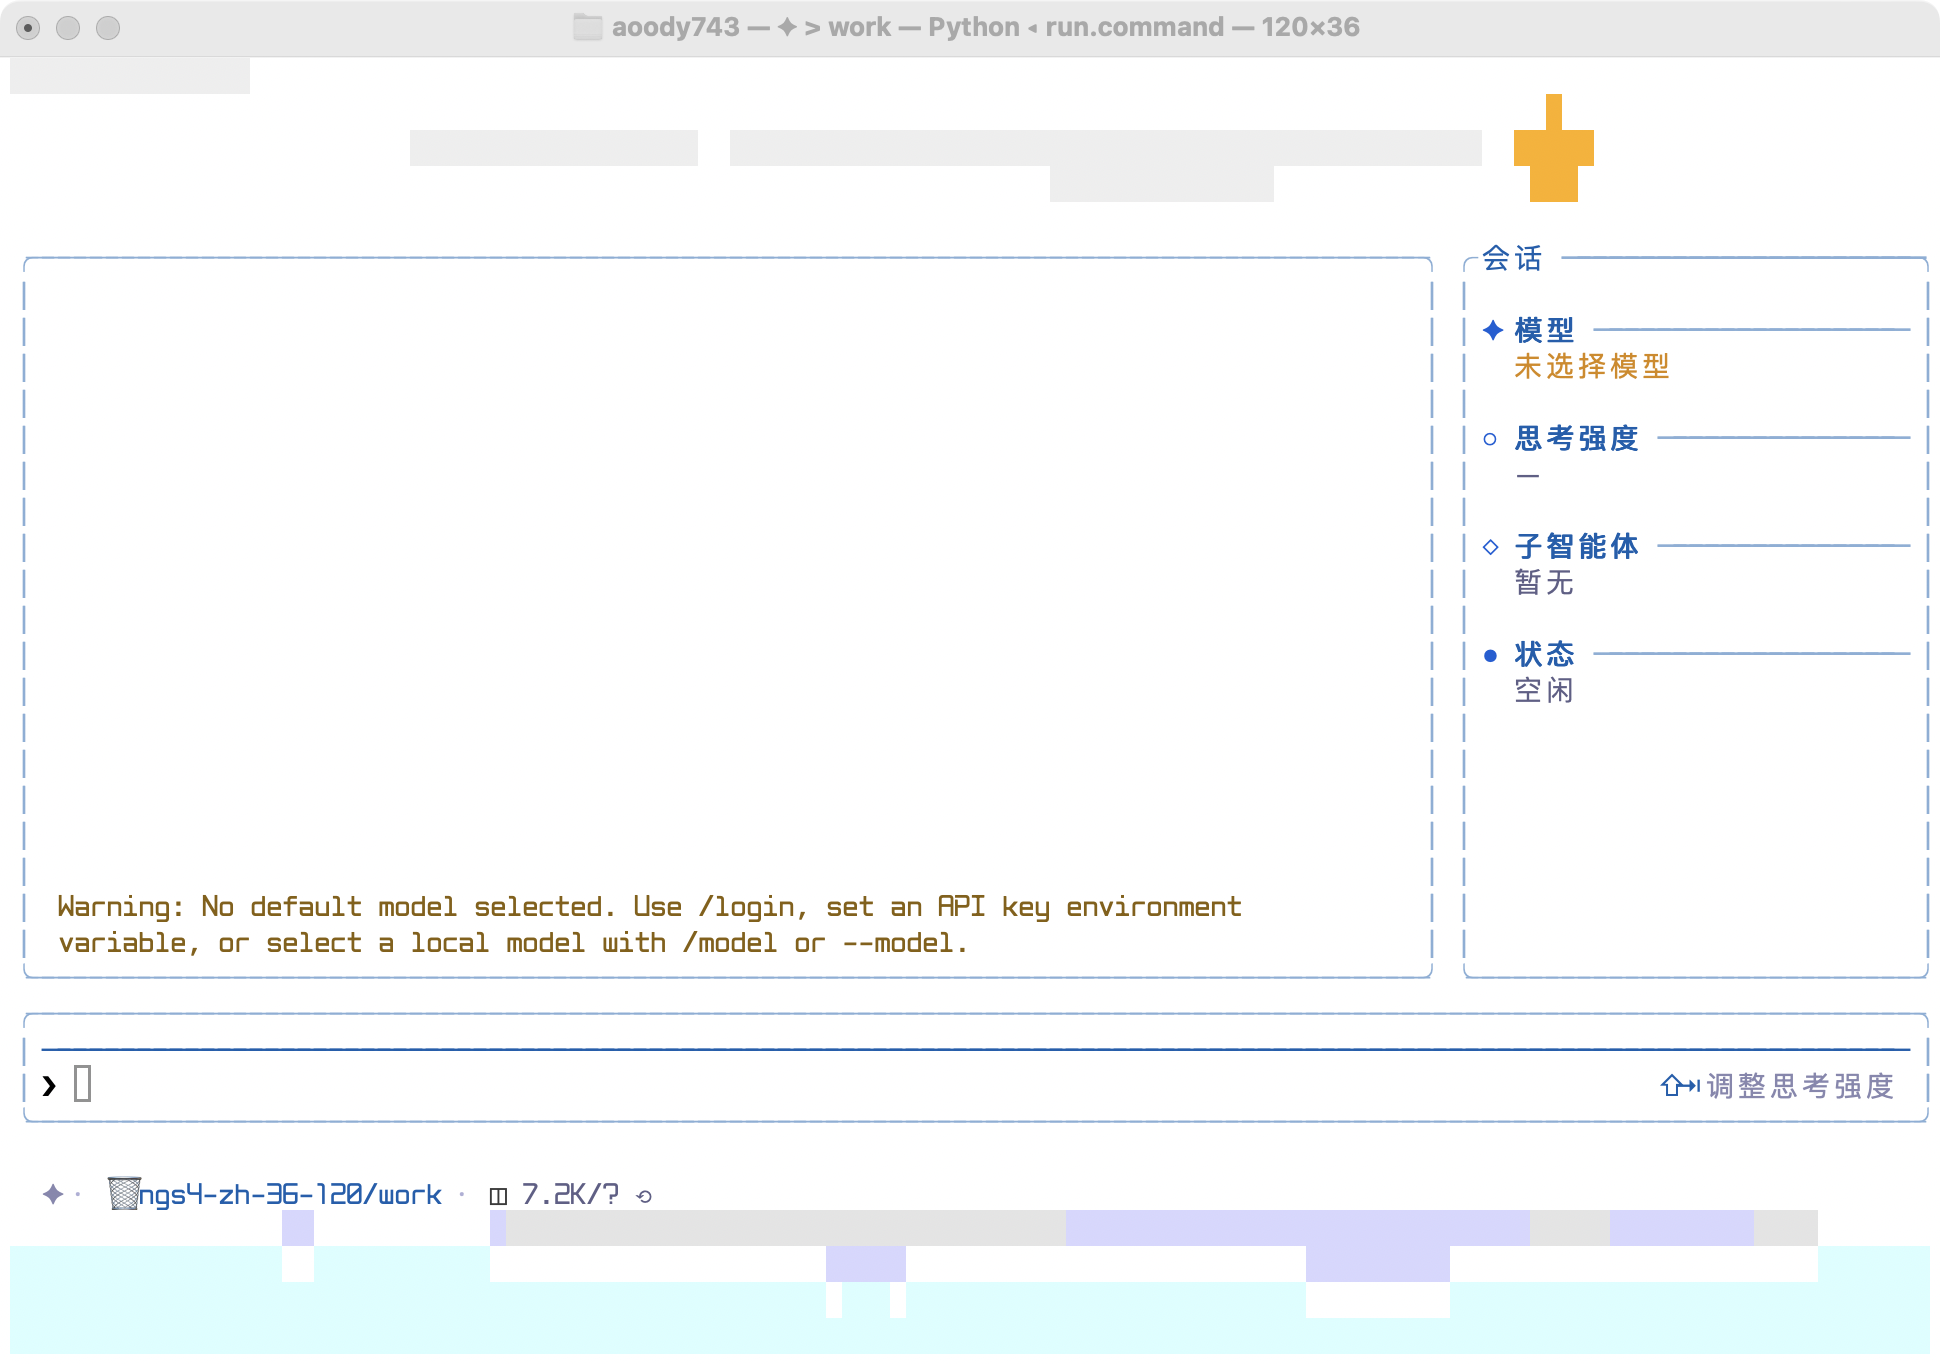 aoody743 — ✦ > work — Python ◂ run.command — 120×36
会话
✦ 模型
未选择模型
○ 思考强度
—
◇ 子智能体
暂无
● 状态
空闲
Warning: No default model selected. Use /login, set an API key environment
variable, or select a local model with /model or --model.
❯ 调整思考强度
✦ · ngs4-zh-36-120/work · ◫ 7.2K/? ⟲